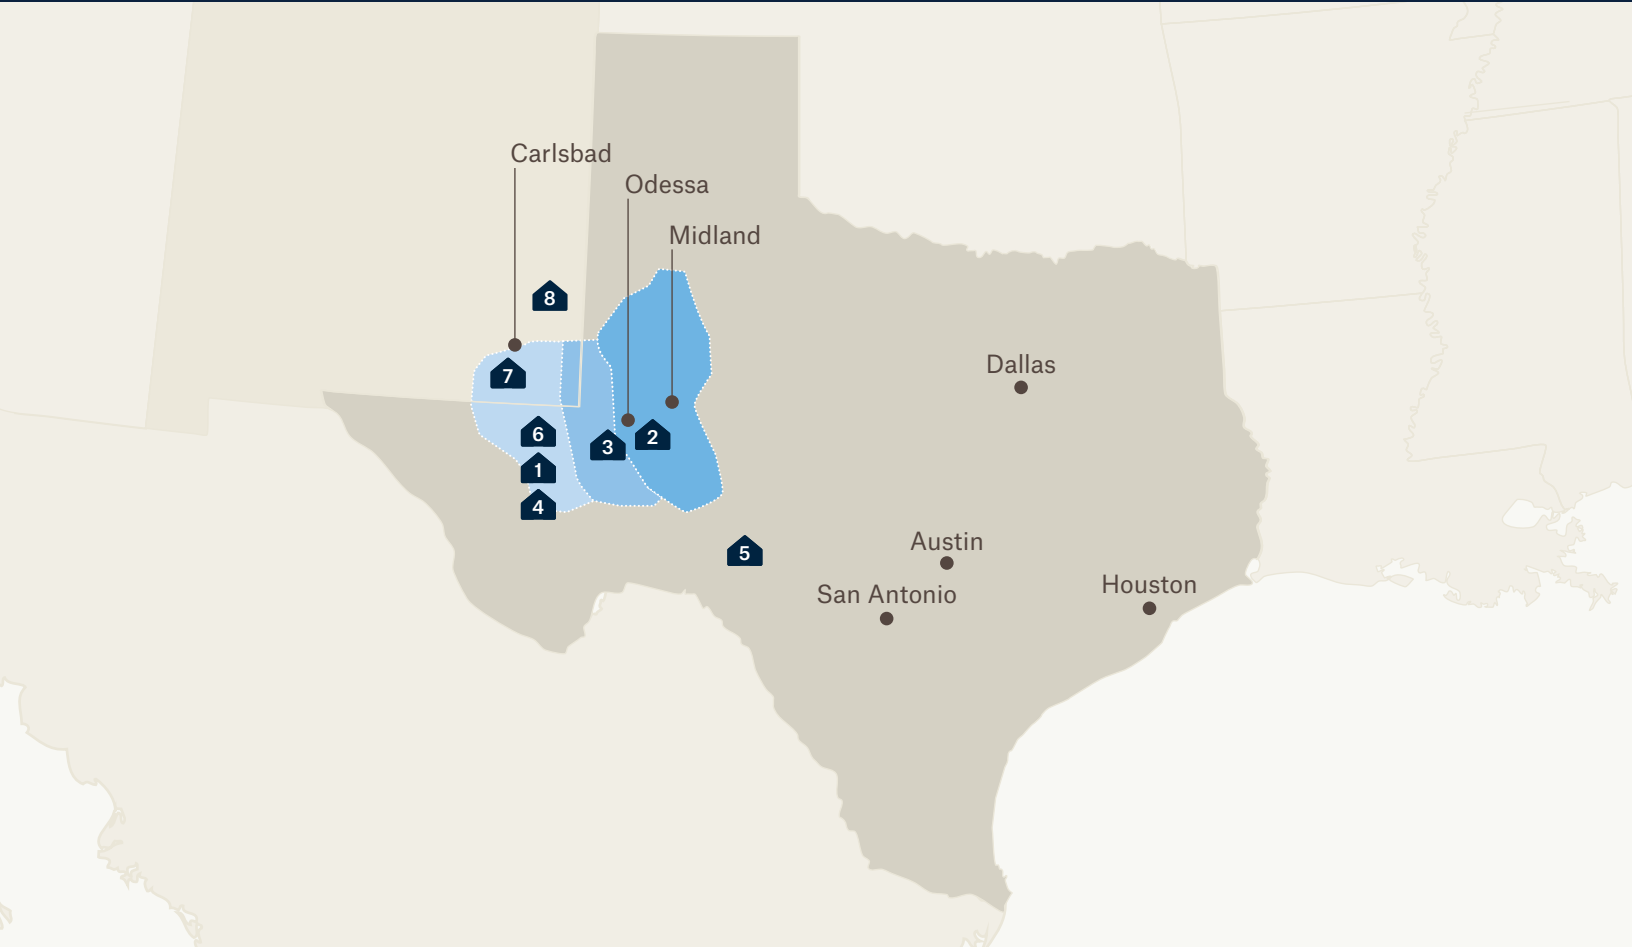 Carlsbad
Odessa
Midland
8
7
Dallas
6
3
2
1
4
Austin
5
Houston
San Antonio